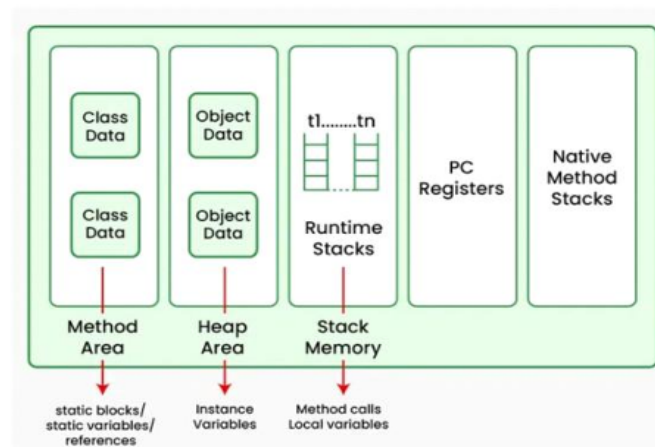 Class
Data
Class
Data
Method
Area
static blocks/
static variables/
references
Object
Data
Object
Data
Heap
Area
Instance
Variables
t1........tn
Runtime
Stacks
Stack
Memory
Method calls
Local variables
PC
Registers
Native
Method
Stacks